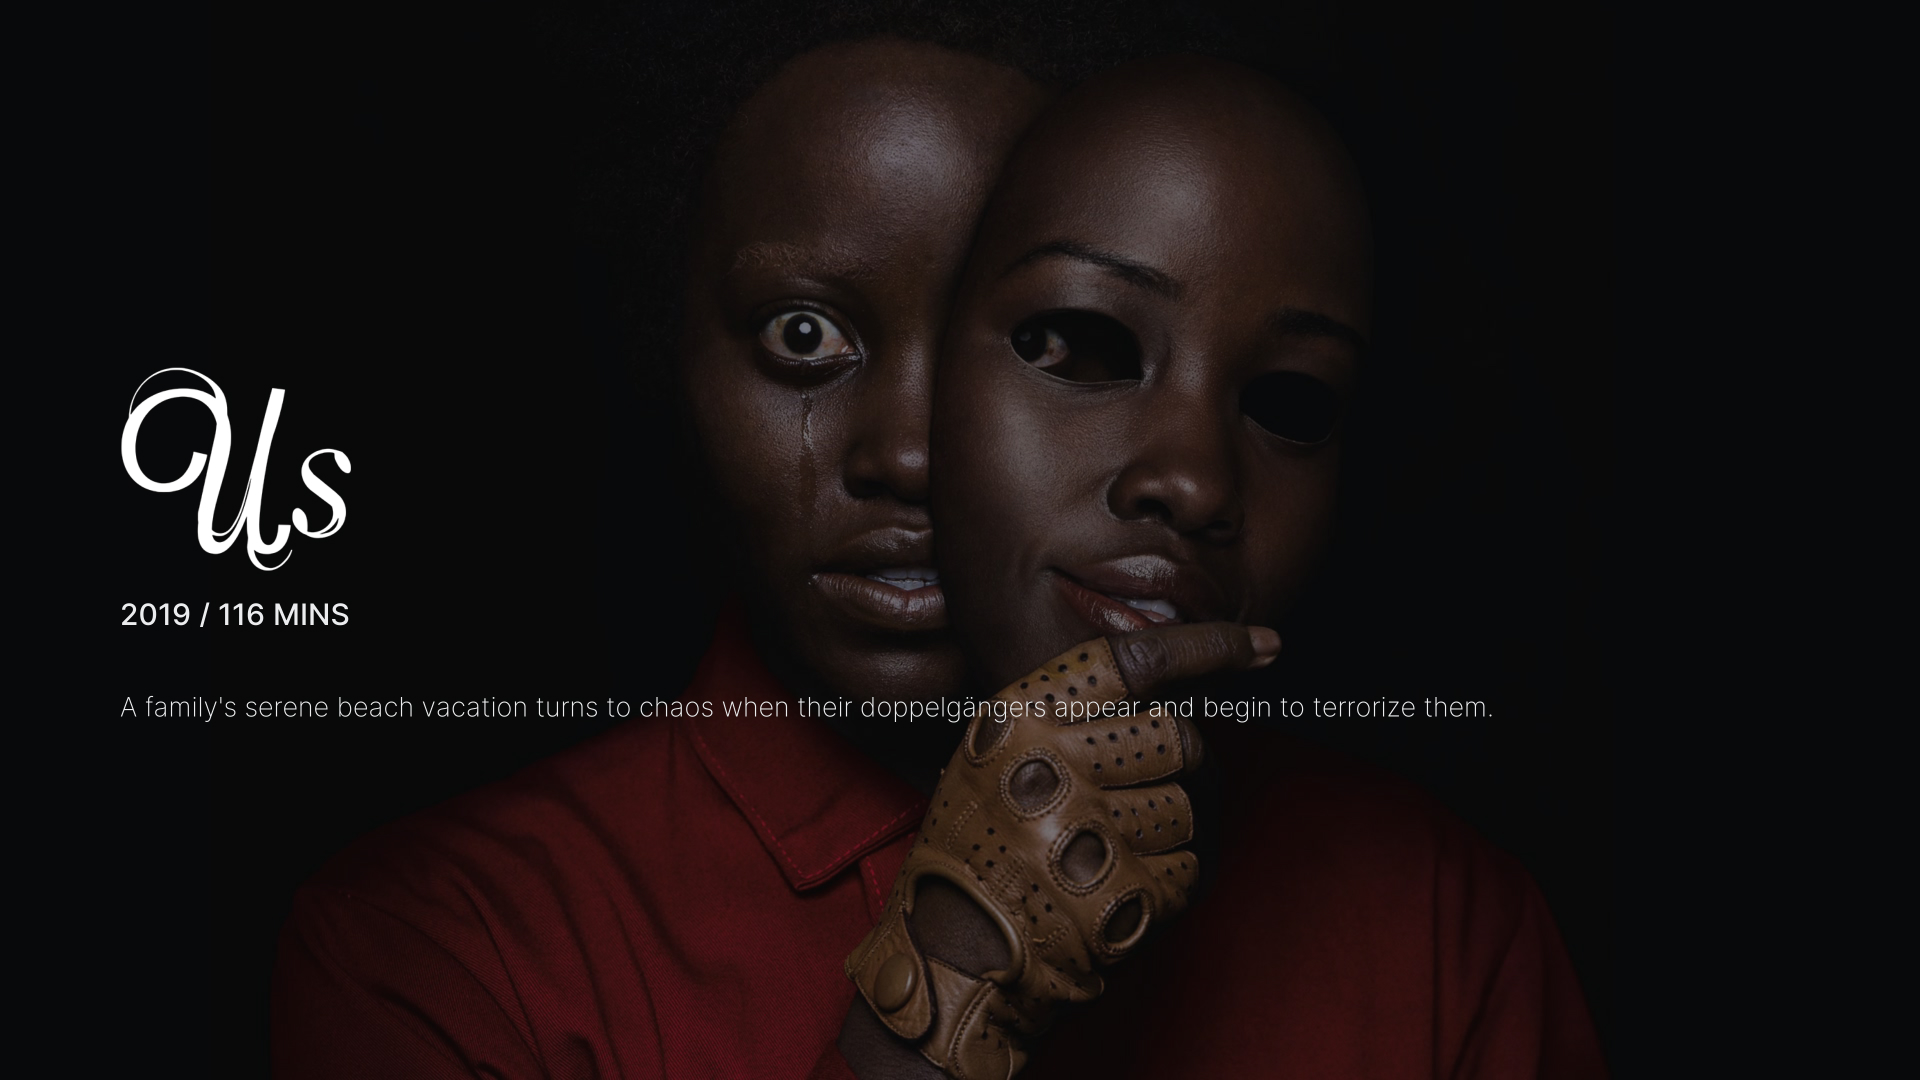 Us
2019 / 116 MINS
A family's serene beach vacation turns to chaos when their doppelgängers appear and begin to terrorize them.